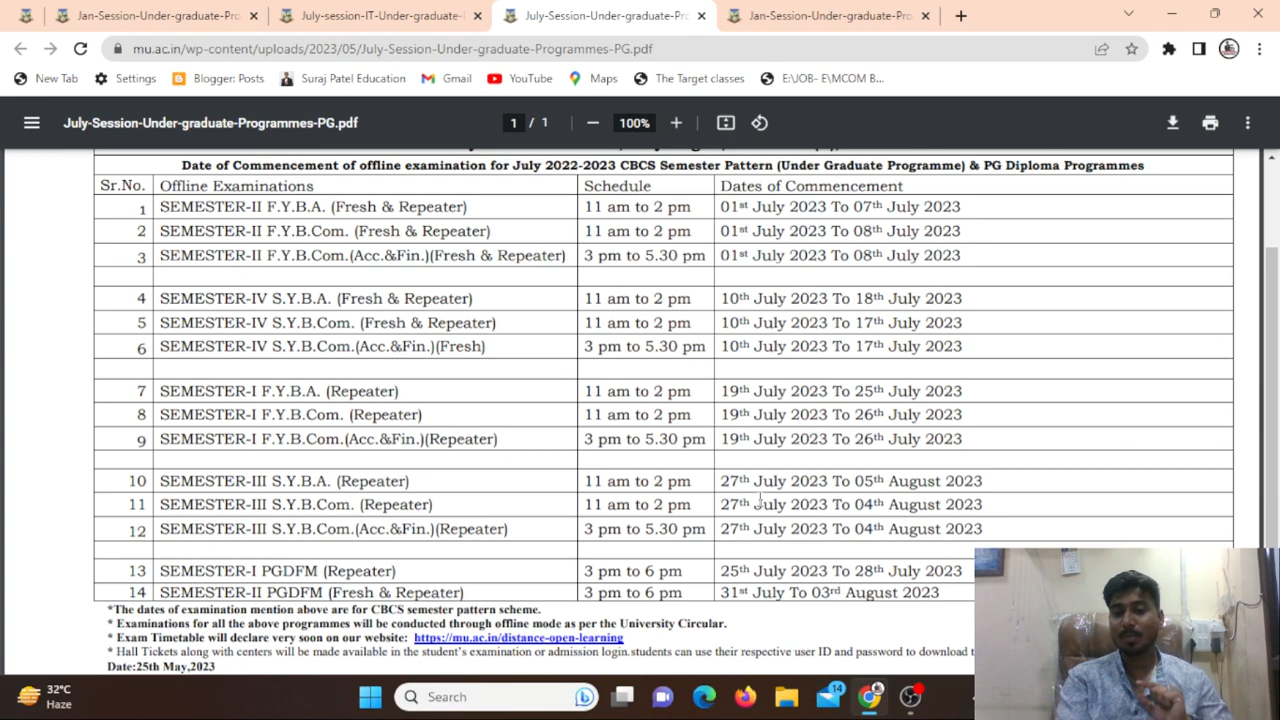 Jan-Session-Under-graduate-Pro
July-session-IT-Under-graduate-
July-Session-Under-graduate-Pr
Jan-Session-Under-graduate-Pro
mu.ac.in/wp-content/uploads/2023/05/July-Session-Under-graduate-Programmes-PG.pdf
New Tab Settings Blogger: Posts Suraj Patel Education Gmail YouTube Maps The Target classes E:\JOB- E\MCOM B...
July-Session-Under-graduate-Programmes-PG.pdf 1 / 1 100%
Date of Commencement of offline examination for July 2022-2023 CBCS Semester Pattern (Under Graduate Programme) & PG Diploma Programmes
Sr.No. Offline Examinations Schedule Dates of Commencement
1 SEMESTER-II F.Y.B.A. (Fresh & Repeater) 11 am to 2 pm 01st July 2023 To 07th July 2023
2 SEMESTER-II F.Y.B.Com. (Fresh & Repeater) 11 am to 2 pm 01st July 2023 To 08th July 2023
3 SEMESTER-II F.Y.B.Com.(Acc.&Fin.)(Fresh & Repeater) 3 pm to 5.30 pm 01st July 2023 To 08th July 2023
4 SEMESTER-IV S.Y.B.A. (Fresh & Repeater) 11 am to 2 pm 10th July 2023 To 18th July 2023
5 SEMESTER-IV S.Y.B.Com. (Fresh & Repeater) 11 am to 2 pm 10th July 2023 To 17th July 2023
6 SEMESTER-IV S.Y.B.Com.(Acc.&Fin.)(Fresh) 3 pm to 5.30 pm 10th July 2023 To 17th July 2023
7 SEMESTER-I F.Y.B.A. (Repeater) 11 am to 2 pm 19th July 2023 To 25th July 2023
8 SEMESTER-I F.Y.B.Com. (Repeater) 11 am to 2 pm 19th July 2023 To 26th July 2023
9 SEMESTER-I F.Y.B.Com.(Acc.&Fin.)(Repeater) 3 pm to 5.30 pm 19th July 2023 To 26th July 2023
10 SEMESTER-III S.Y.B.A. (Repeater) 11 am to 2 pm 27th July 2023 To 05th August 2023
11 SEMESTER-III S.Y.B.Com. (Repeater) 11 am to 2 pm 27th July 2023 To 04th August 2023
12 SEMESTER-III S.Y.B.Com.(Acc.&Fin.)(Repeater) 3 pm to 5.30 pm 27th July 2023 To 04th August 2023
13 SEMESTER-I PGDFM (Repeater) 3 pm to 6 pm 25th July 2023 To 28th July 2023
14 SEMESTER-II PGDFM (Fresh & Repeater) 3 pm to 6 pm 31st July To 03rd August 2023
*The dates of examination mention above are for CBCS semester pattern scheme.
* Examinations for all the above programmes will be conducted through offline mode as per the University Circular.
* Exam Timetable will declare very soon on our website: https://mu.ac.in/distance-open-learning
* Hall Tickets along with centers will be made available in the student's examination or admission login.students can use their respective user ID and password to download t
Date:25th May,2023
32°C
Haze
Search
14